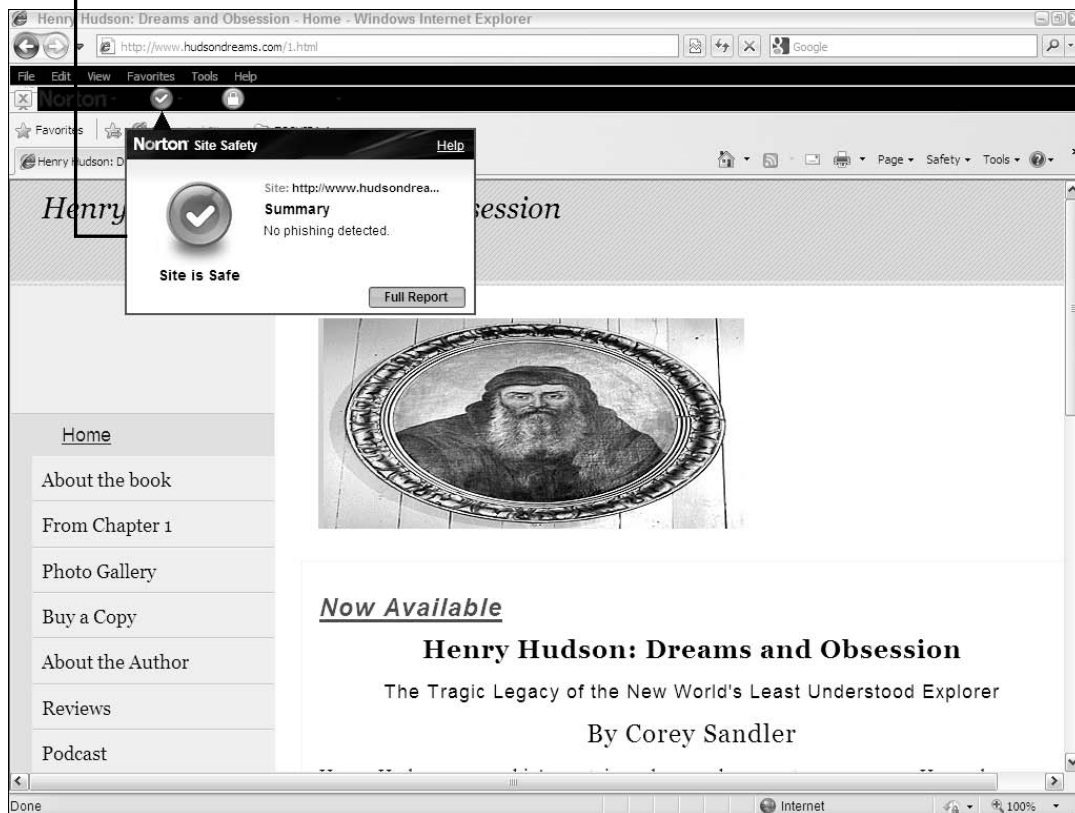 Henry Hudson: Dreams and Obsession - Home - Windows Internet Explorer
http://www.hudsondreams.com/1.html
Google
File Edit View Favorites Tools Help
Norton
Favorites
Henry Hudson: D
Page Safety Tools
Norton Site Safety Help
Site: http://www.hudsondrea...
Summary
No phishing detected.
Site is Safe
Full Report
Henry
session
Home
About the book
From Chapter 1
Photo Gallery
Buy a Copy
About the Author
Reviews
Podcast
Now Available
Henry Hudson: Dreams and Obsession
The Tragic Legacy of the New World's Least Understood Explorer
By Corey Sandler
Done
Internet
100%